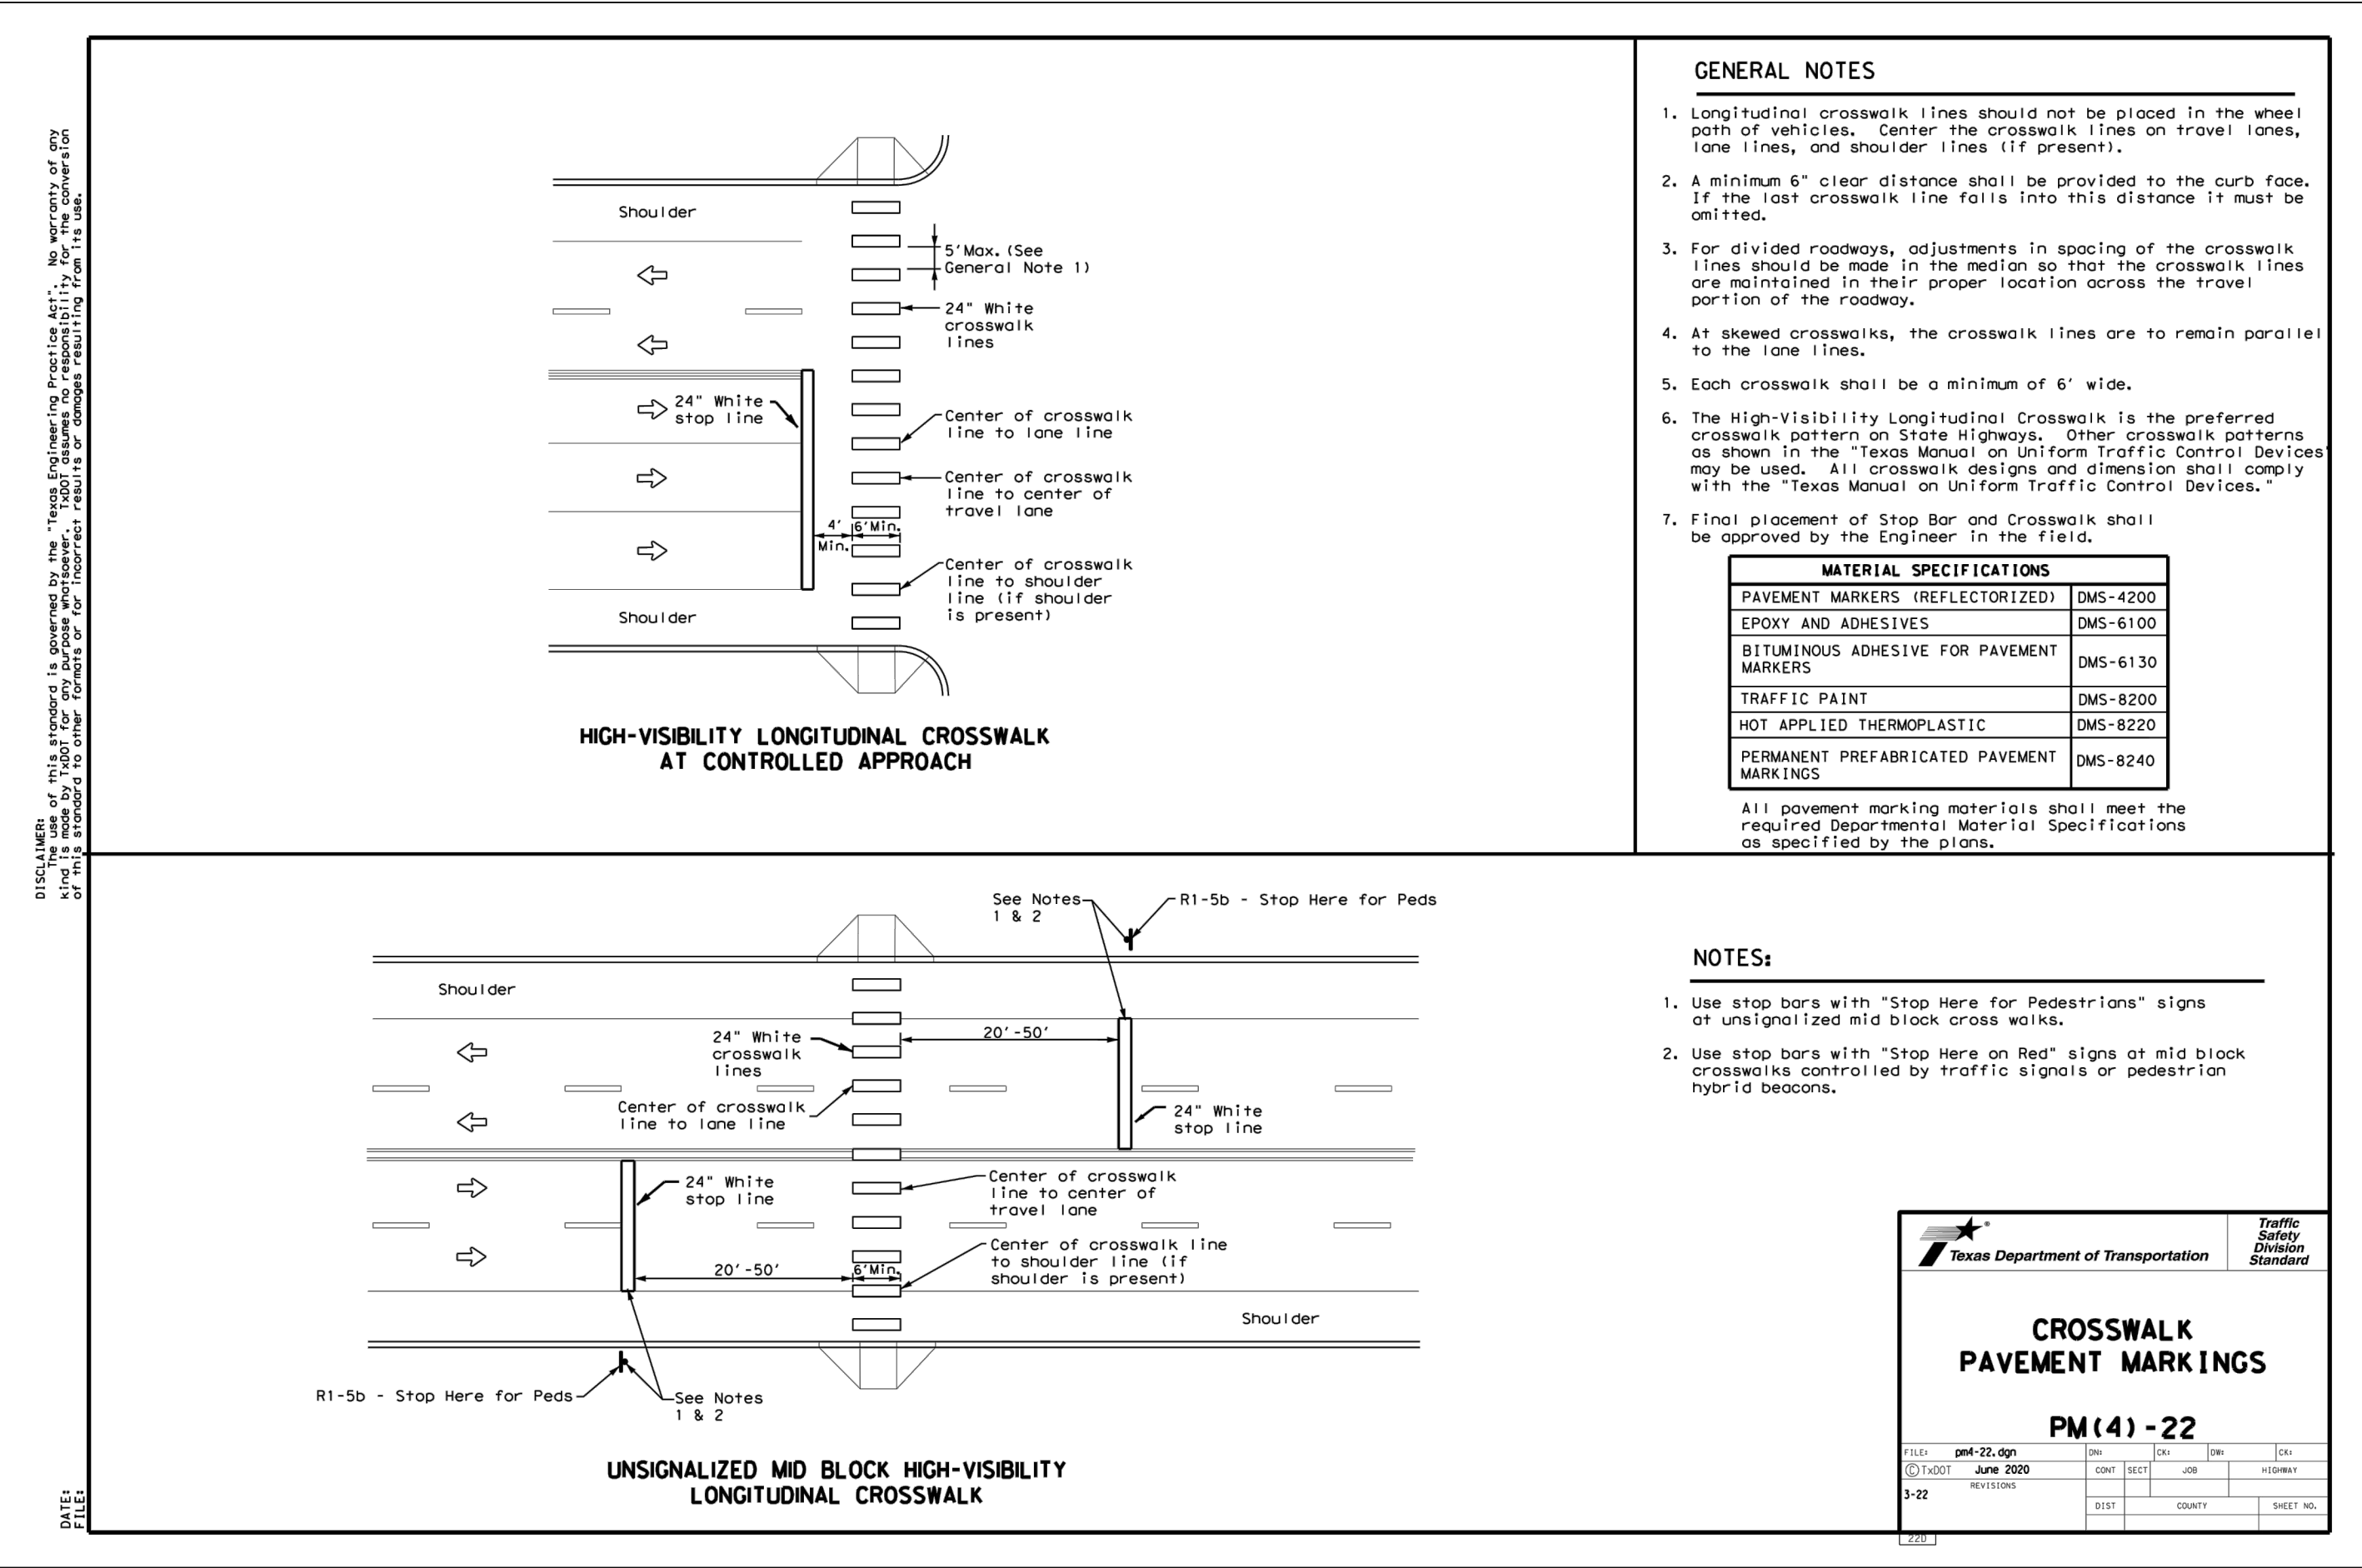 DISCLAIMER:
The use of this standard is governed by the "Texas Engineering Practice Act". No warranty of any
kind is made by TxDOT for any purpose whatsoever. TxDOT assumes no responsibility for the conversion
of this standard to other formats or for incorrect results or damages resulting from its use.
DATE:
FILE:
Shoulder
5'Max. (See
General Note 1)
24" White
crosswalk
lines
24" White
stop line
Center of crosswalk
line to lane line
Center of crosswalk
line to center of
travel lane
4'
Min.
6'Min.
Center of crosswalk
line to shoulder
line (if shoulder
is present)
Shoulder
HIGH-VISIBILITY LONGITUDINAL CROSSWALK
AT CONTROLLED APPROACH
GENERAL NOTES
1. Longitudinal crosswalk lines should not be placed in the wheel
path of vehicles. Center the crosswalk lines on travel lanes,
lane lines, and shoulder lines (if present).
2. A minimum 6" clear distance shall be provided to the curb face.
If the last crosswalk line falls into this distance it must be
omitted.
3. For divided roadways, adjustments in spacing of the crosswalk
lines should be made in the median so that the crosswalk lines
are maintained in their proper location across the travel
portion of the roadway.
4. At skewed crosswalks, the crosswalk lines are to remain parallel
to the lane lines.
5. Each crosswalk shall be a minimum of 6' wide.
6. The High-Visibility Longitudinal Crosswalk is the preferred
crosswalk pattern on State Highways. Other crosswalk patterns
as shown in the "Texas Manual on Uniform Traffic Control Devices"
may be used. All crosswalk designs and dimension shall comply
with the "Texas Manual on Uniform Traffic Control Devices."
7. Final placement of Stop Bar and Crosswalk shall
be approved by the Engineer in the field.
MATERIAL SPECIFICATIONS
PAVEMENT MARKERS (REFLECTORIZED) DMS-4200
EPOXY AND ADHESIVES DMS-6100
BITUMINOUS ADHESIVE FOR PAVEMENT
MARKERS DMS-6130
TRAFFIC PAINT DMS-8200
HOT APPLIED THERMOPLASTIC DMS-8220
PERMANENT PREFABRICATED PAVEMENT
MARKINGS DMS-8240
All pavement marking materials shall meet the
required Departmental Material Specifications
as specified by the plans.
See Notes
1 & 2
R1-5b - Stop Here for Peds
Shoulder
24" White
crosswalk
lines
20'-50'
Center of crosswalk
line to lane line
24" White
stop line
24" White
stop line
Center of crosswalk
line to center of
travel lane
20'-50'
6'Min.
Center of crosswalk line
to shoulder line (if
shoulder is present)
Shoulder
R1-5b - Stop Here for Peds
See Notes
1 & 2
UNSIGNALIZED MID BLOCK HIGH-VISIBILITY
LONGITUDINAL CROSSWALK
NOTES:
1. Use stop bars with "Stop Here for Pedestrians" signs
at unsignalized mid block cross walks.
2. Use stop bars with "Stop Here on Red" signs at mid block
crosswalks controlled by traffic signals or pedestrian
hybrid beacons.
® Texas Department of Transportation
Traffic
Safety
Division
Standard
CROSSWALK
PAVEMENT MARKINGS
PM(4)-22
FILE: pm4-22.dgn DN: CK: DW: CK:
© TxDOT June 2020 CONT SECT JOB HIGHWAY
REVISIONS
3-22
DIST COUNTY SHEET NO.
22D